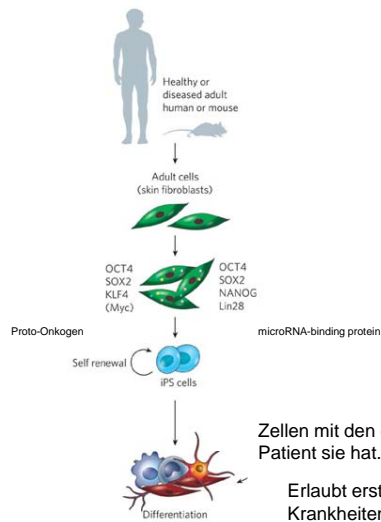 Healthy or
diseased adult
human or mouse
Adult cells
(skin fibroblasts)
OCT4
SOX2
KLF4
(Myc)
OCT4
SOX2
NANOG
Lin28
Proto-Onkogen
microRNA-binding protein
Self renewal
iPS cells
Zellen mit den
Patient sie hat.
Erlaubt erst
Krankheiten
Differentiation